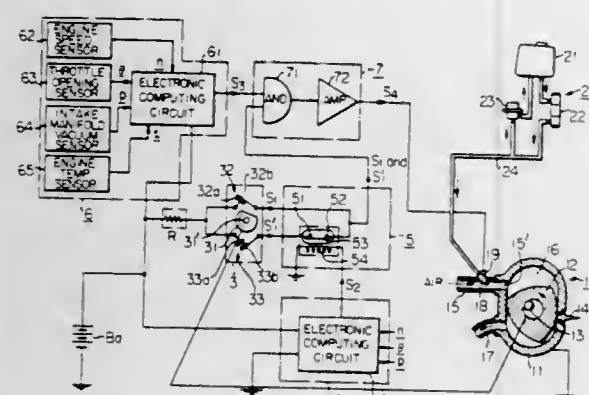 62
ENGINE SPEED SENSOR
63
THROTTLE OPENING SENSOR
64
INTAKE MANIFOLD VACUUM SENSOR
65
ENGINE TEMP SENSOR
16
n
θ
p
61
ELECTRONIC COMPUTING CIRCUIT
S3
7
71
AND
72
AMP
S4
S1 and S1'
21
2
23
22
24
32
32b
32a
S1
S1'
R
31'
31
33a
33b
3
33
51
52
53
54
5
S2
Ba
ELECTRONIC COMPUTING CIRCUIT
n
θ
p
19
15'
16
12
1
AIR
15
18
14
13
17
11